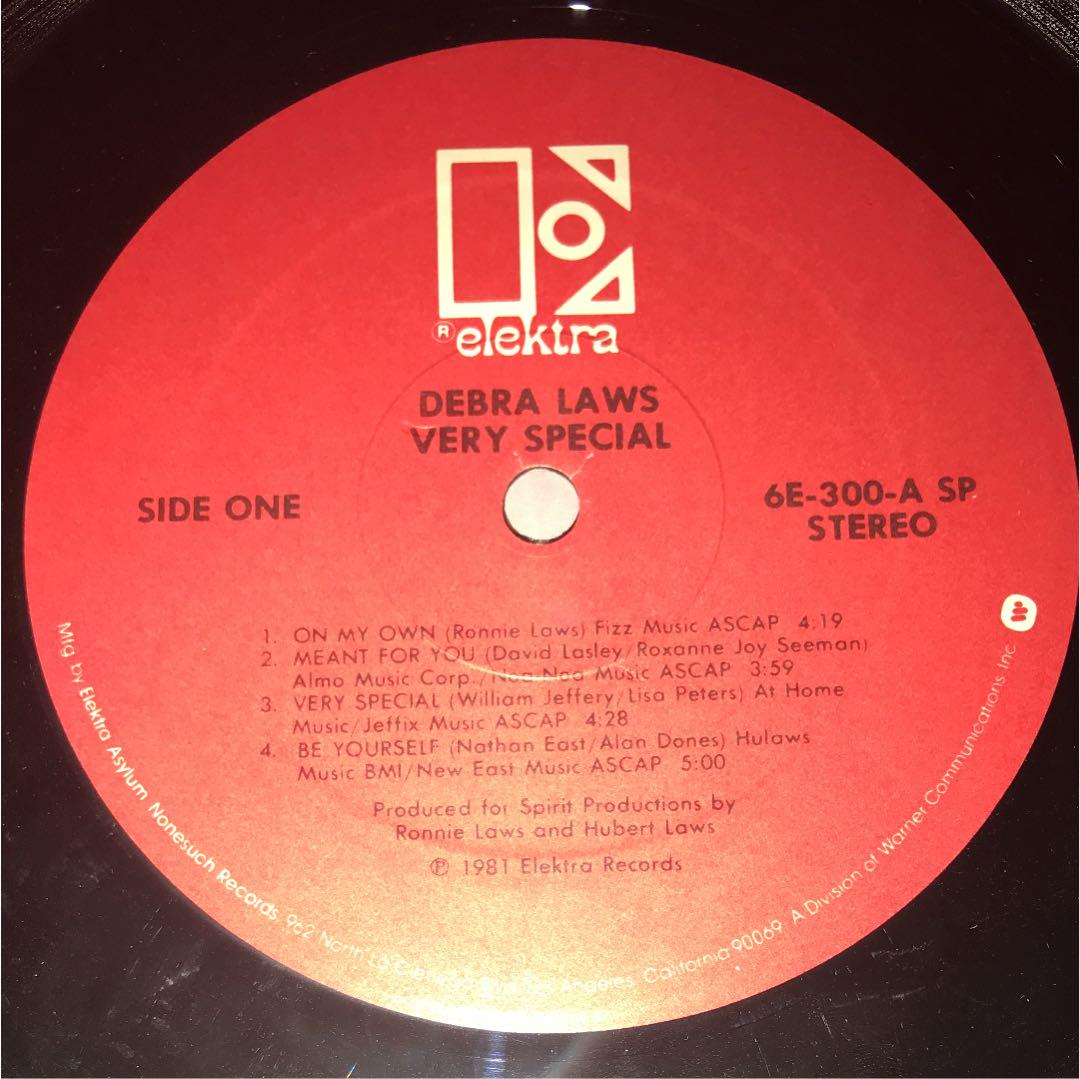 ® elektra
DEBRA LAWS
VERY SPECIAL
SIDE ONE
6E-300-A SP
STEREO
1. ON MY OWN (Ronnie Laws) Fizz Music ASCAP 4:19
2. MEANT FOR YOU (David Lasley/Roxanne Joy Seeman)
Almo Music Corp./Noa Noa Music ASCAP 3:59
3. VERY SPECIAL (William Jeffery/Lisa Peters) At Home
Music/Jeffix Music ASCAP 4:28
4. BE YOURSELF (Nathan East/Alan Dones) Hulaws
Music BMI/New East Music ASCAP 5:00
Produced for Spirit Productions by
Ronnie Laws and Hubert Laws
℗ 1981 Elektra Records
Mfg by Elektra Asylum Nonesuch Records, 962 North La Cienega Blvd Los Angeles, California 90069 A Division of Warner Communications Inc.